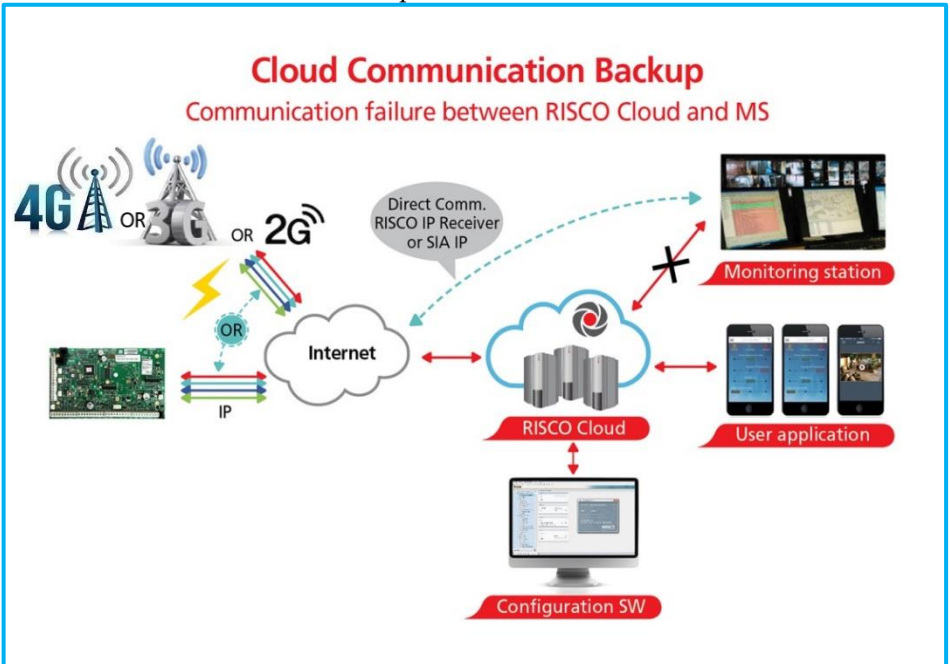 Cloud Communication Backup
Communication failure between RISCO Cloud and MS
4G
OR
3G
OR
2G
Direct Comm.
RISCO IP Receiver
or SIA IP
Monitoring station
OR
Internet
IP
RISCO Cloud
User application
Configuration SW